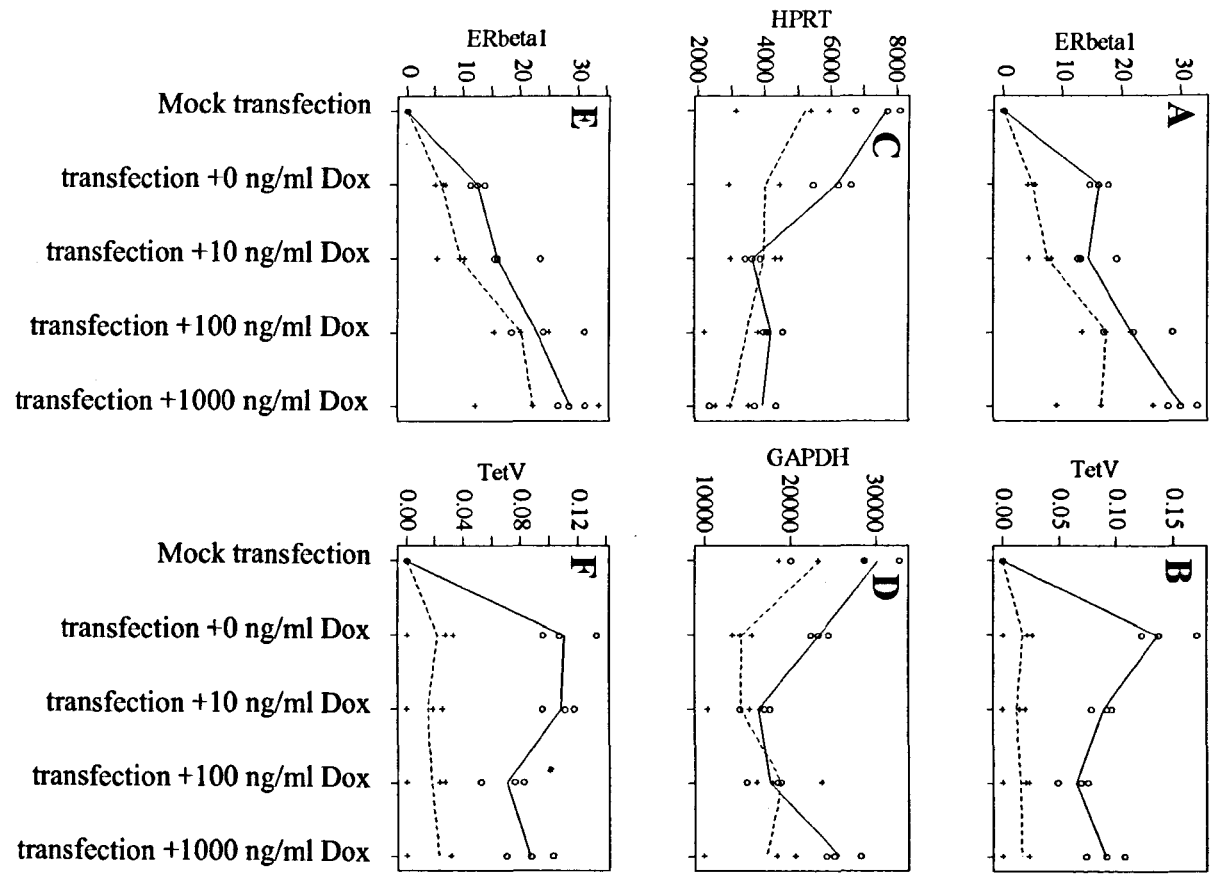 ERbeta1
0 10 20 30
E
HPRT
2000 4000 6000 8000
C
ERbeta1
0 10 20 30
A
Mock transfection
transfection +0 ng/ml Dox
transfection +10 ng/ml Dox
transfection +100 ng/ml Dox
transfection +1000 ng/ml Dox
TetV
0.00 0.04 0.08 0.12
F
GAPDH
10000 20000 30000
D
TetV
0.00 0.05 0.10 0.15
B
Mock transfection
transfection +0 ng/ml Dox
transfection +10 ng/ml Dox
transfection +100 ng/ml Dox
transfection +1000 ng/ml Dox